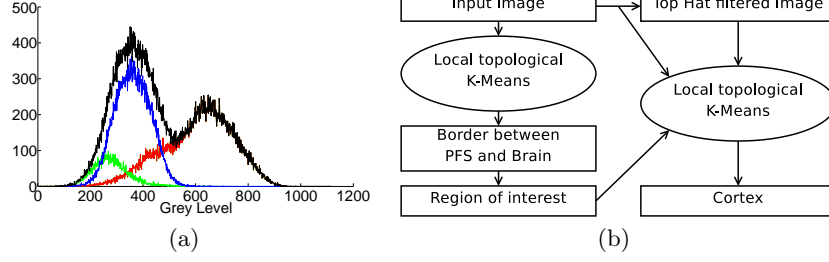 500
400
300
200
100
0
0
200
400
600
800
1000
1200
Grey Level
(a)
Input Image
Top Hat filtered Image
Local topological
K-Means
Local topological
K-Means
Border between
PFS and Brain
Region of interest
Cortex
(b)